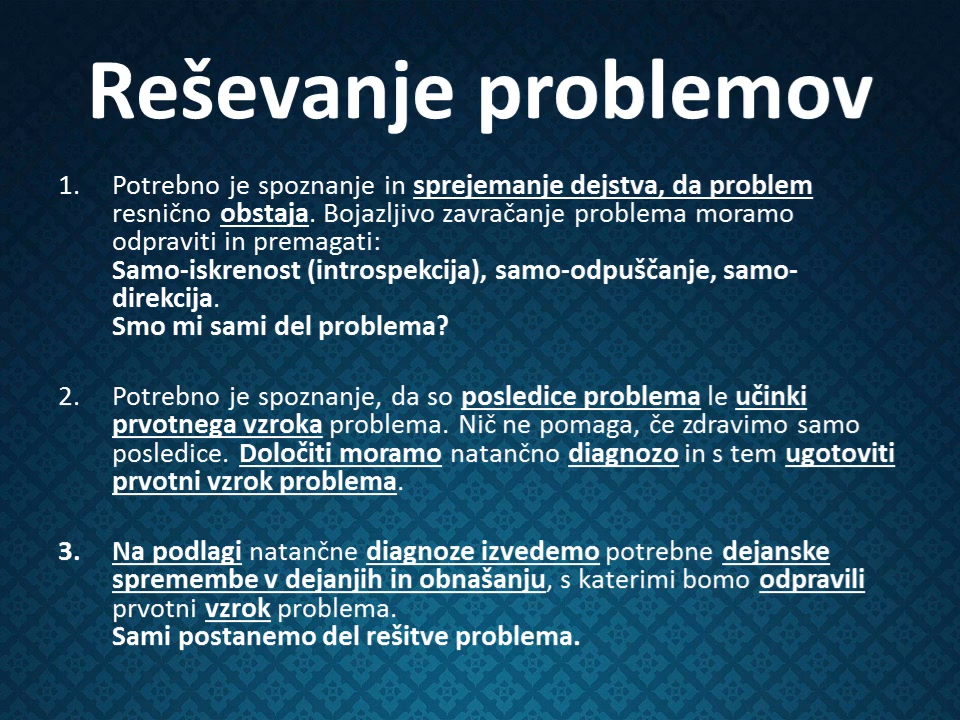 Reševanje problemov
1. Potrebno je spoznanje in sprejemanje dejstva, da problem
resnično obstaja. Bojazljivo zavračanje problema moramo
odpraviti in premagati:
Samo-iskrenost (introspekcija), samo-odpuščanje, samo-
direkcija.
Smo mi sami del problema?
2. Potrebno je spoznanje, da so posledice problema le učinki
prvotnega vzroka problema. Nič ne pomaga, če zdravimo samo
posledice. Določiti moramo natančno diagnozo in s tem ugotoviti
prvotni vzrok problema.
3. Na podlagi natančne diagnoze izvedemo potrebne dejanske
spremembe v dejanjih in obnašanju, s katerimi bomo odpravili
prvotni vzrok problema.
Sami postanemo del rešitve problema.